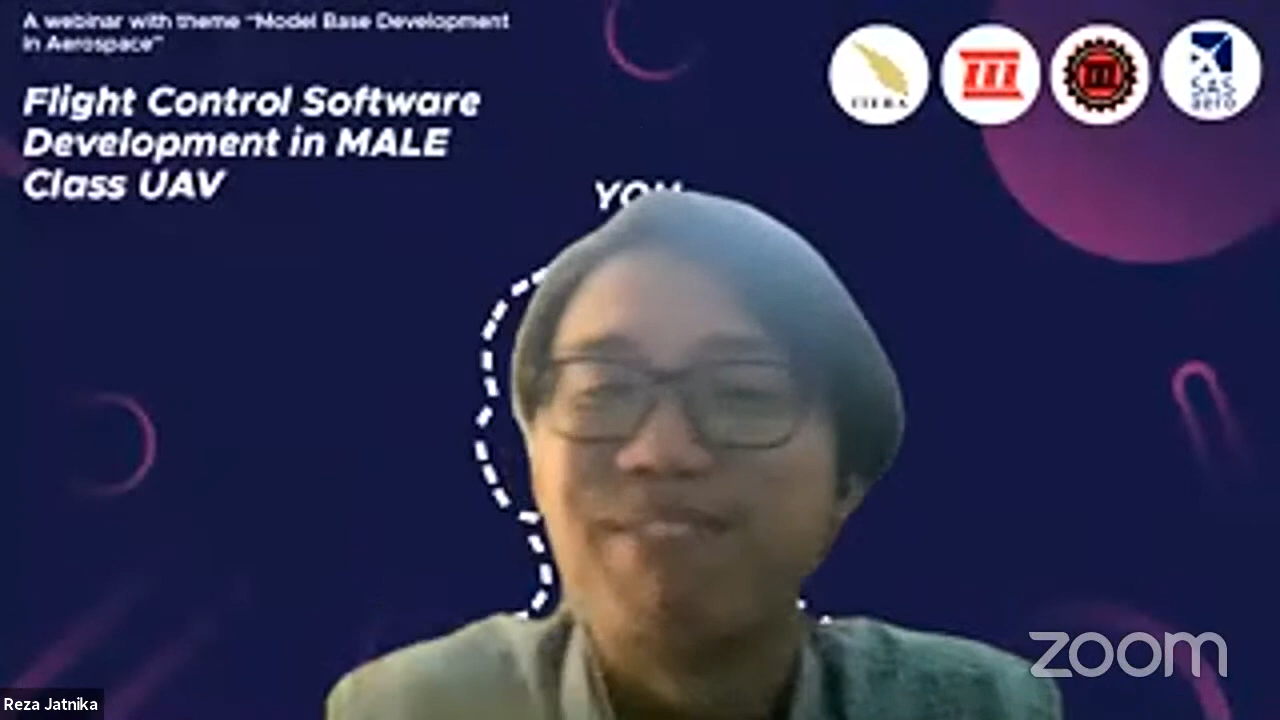 A webinar with theme "Model Base Development
in Aerospace"
Flight Control Software
Development in MALE
Class UAV
YOU
ITERA
SAS
aero
zoom
Reza Jatnika